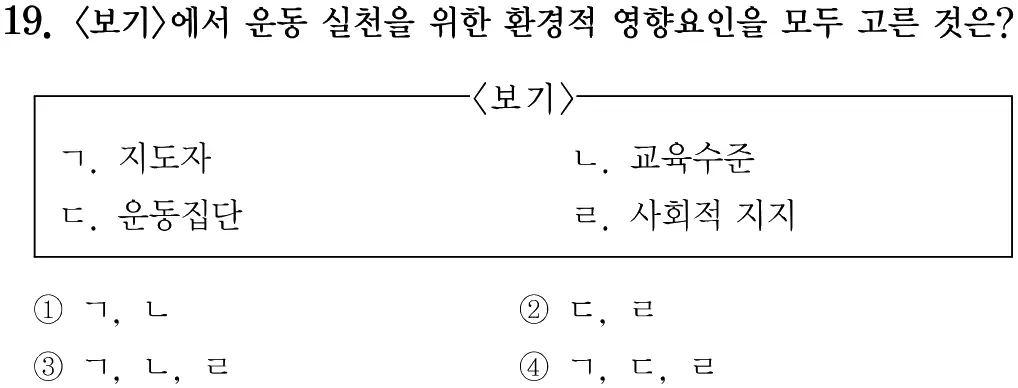 19. 〈보기〉에서 운동 실천을 위한 환경적 영향요인을 모두 고른 것은?
〈보기〉
ㄱ. 지도자 ㄴ. 교육수준
ㄷ. 운동집단 ㄹ. 사회적 지지
① ㄱ, ㄴ ② ㄷ, ㄹ
③ ㄱ, ㄴ, ㄹ ④ ㄱ, ㄷ, ㄹ